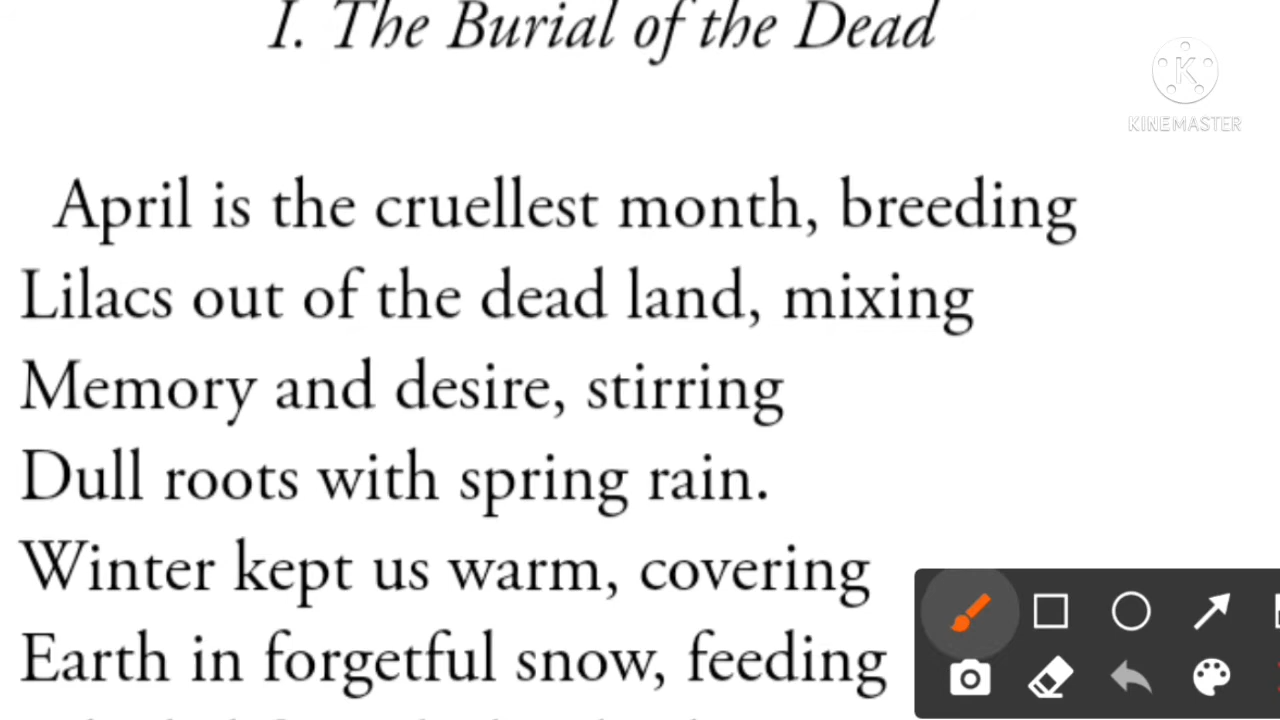 I. The Burial of the Dead
KINEMASTER
April is the cruellest month, breeding
Lilacs out of the dead land, mixing
Memory and desire, stirring
Dull roots with spring rain.
Winter kept us warm, covering
Earth in forgetful snow, feeding